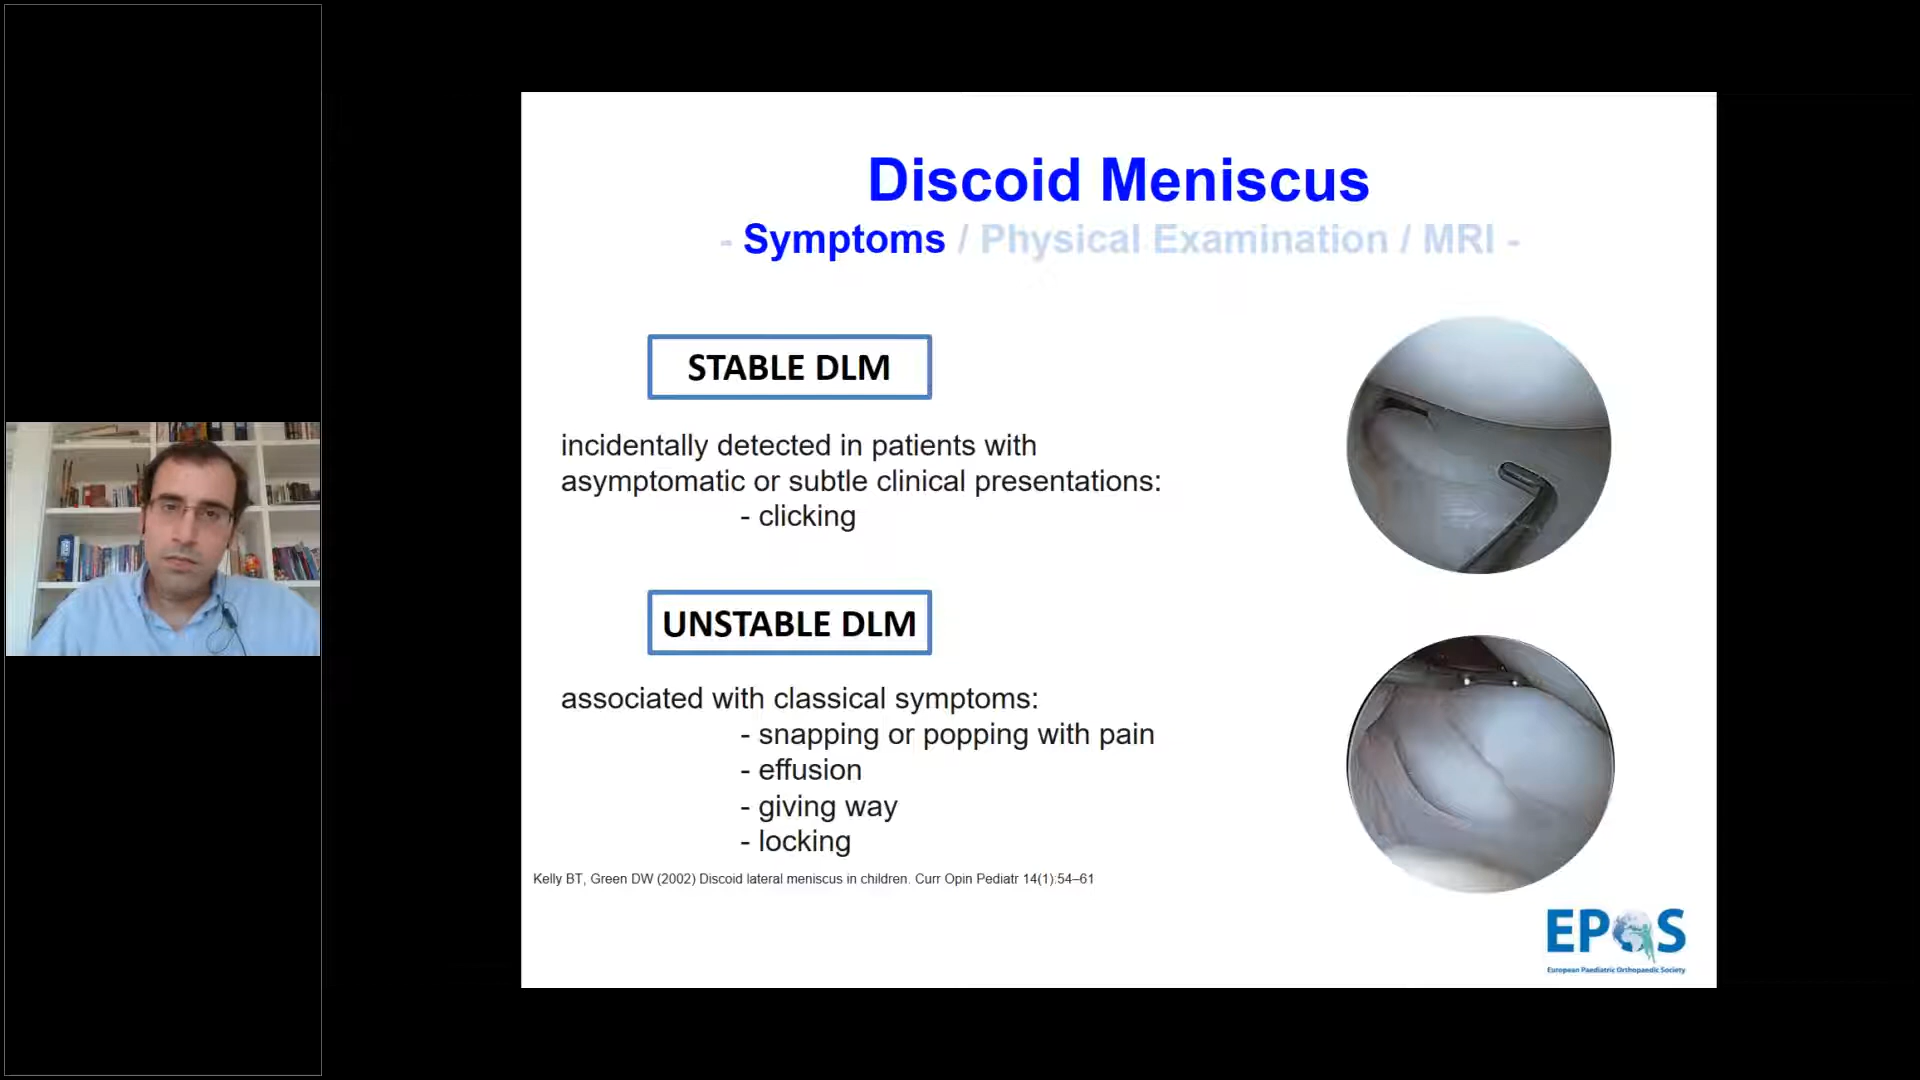 Discoid Meniscus
- Symptoms / Physical Examination / MRI -
STABLE DLM
incidentally detected in patients with
asymptomatic or subtle clinical presentations:
- clicking
UNSTABLE DLM
associated with classical symptoms:
- snapping or popping with pain
- effusion
- giving way
- locking
Kelly BT, Green DW (2002) Discoid lateral meniscus in children. Curr Opin Pediatr 14(1):54–61
EPOS
European Paediatric Orthopaedic Society